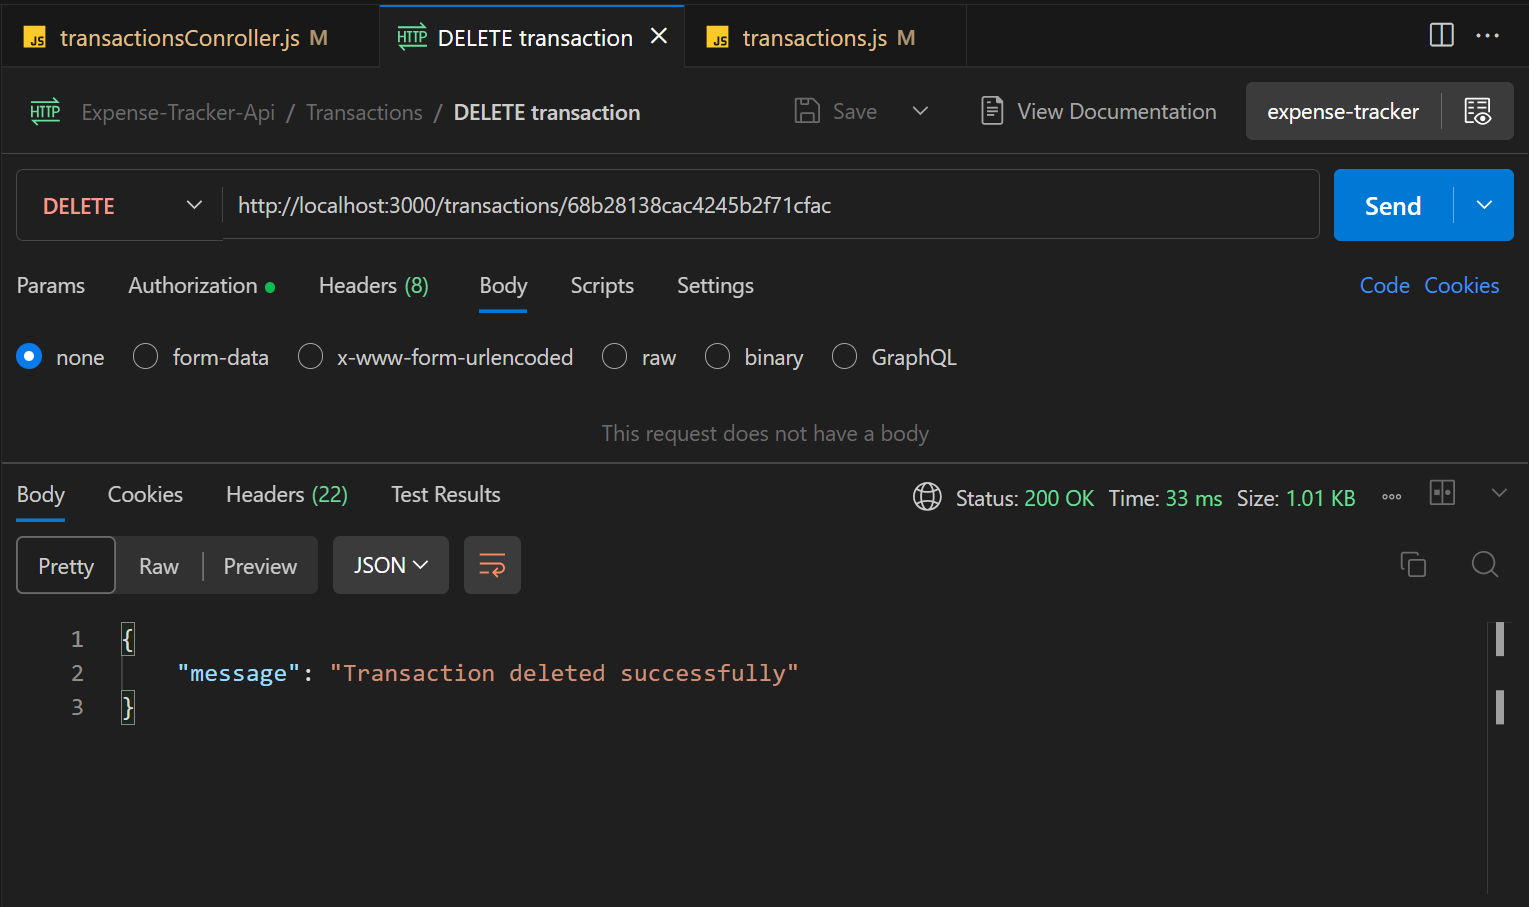 JS transactionsConroller.js M
HTTP DELETE transaction
JS transactions.js M
HTTP Expense-Tracker-Api / Transactions / DELETE transaction
Save
View Documentation
expense-tracker
DELETE
http://localhost:3000/transactions/68b28138cac4245b2f71cfac
Send
Params Authorization Headers (8) Body Scripts Settings
Code Cookies
none form-data x-www-form-urlencoded raw binary GraphQL
This request does not have a body
Body Cookies Headers (22) Test Results
Status: 200 OK Time: 33 ms Size: 1.01 KB
Pretty Raw Preview JSON
1 {
2 "message": "Transaction deleted successfully"
3 }